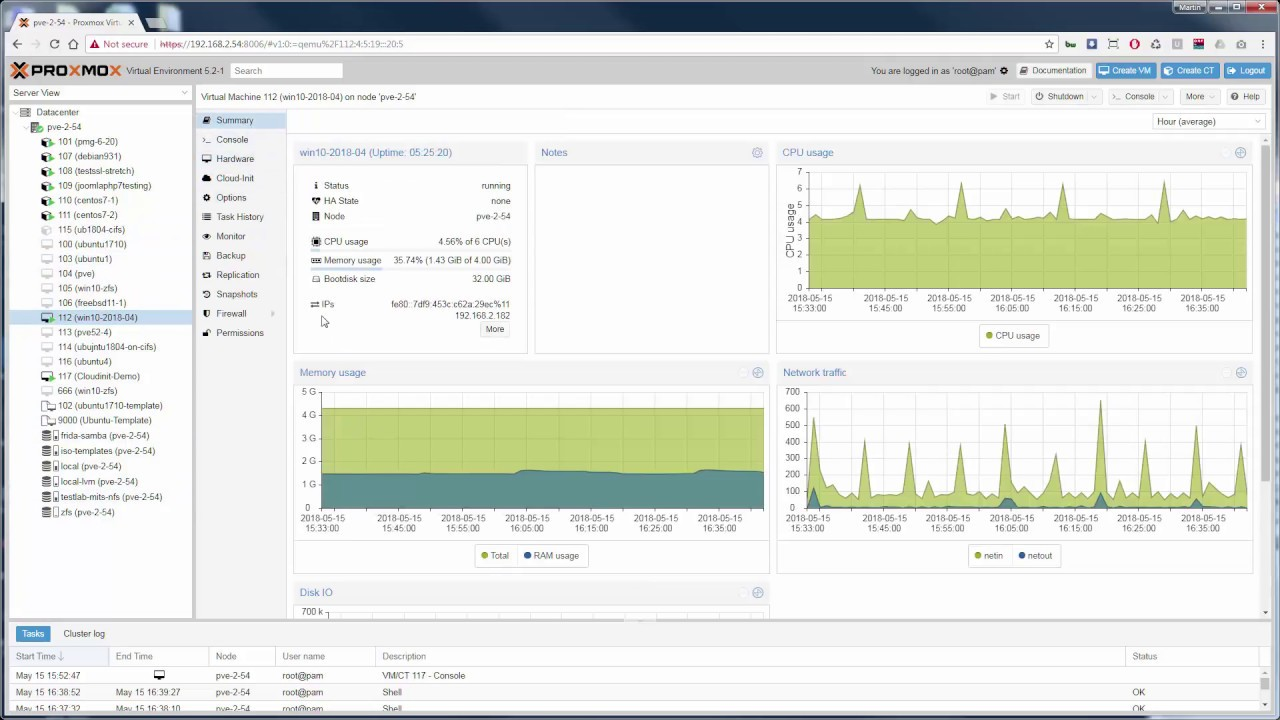 Martin
pve-2-54 - Proxmox Virtu
Not secure https://192.168.2.54:8006/#v1:0:=qemu%2F112:4:5:19:::20:5
PROXMOX Virtual Environment 5.2-1 Search You are logged in as 'root@pam' Documentation Create VM Create CT Logout
Server View
Virtual Machine 112 (win10-2018-04) on node 'pve-2-54' Start Shutdown Console More Help
Hour (average)
Datacenter
pve-2-54
101 (pmg-6-20)
107 (debian931)
108 (testssl-stretch)
109 (joomlaphp7testing)
110 (centos7-1)
111 (centos7-2)
115 (ub1804-cifs)
100 (ubuntu1710)
103 (ubuntu1)
104 (pve)
105 (win10-zfs)
106 (freebsd11-1)
112 (win10-2018-04)
113 (pve52-4)
114 (ubujntu1804-on-cifs)
116 (ubuntu4)
117 (Cloudinit-Demo)
666 (win10-zfs)
102 (ubuntu1710-template)
9000 (Ubuntu-Template)
frida-samba (pve-2-54)
iso-templates (pve-2-54)
local (pve-2-54)
local-lvm (pve-2-54)
testlab-mits-nfs (pve-2-54)
zfs (pve-2-54)
Summary
Console
Hardware
Cloud-Init
Options
Task History
Monitor
Backup
Replication
Snapshots
Firewall
Permissions
win10-2018-04 (Uptime: 05:25:20)
Status running
HA State none
Node pve-2-54
CPU usage 4.56% of 6 CPU(s)
Memory usage 35.74% (1.43 GiB of 4.00 GiB)
Bootdisk size 32.00 GiB
IPs fe80::7df9:453c:c62a:29ec%11
192.168.2.182
More
Notes
CPU usage
7
6
5
4
3
2
1
0
CPU usage
2018-05-15 2018-05-15 2018-05-15 2018-05-15 2018-05-15 2018-05-15 2018-05-15
15:33:00 15:45:00 15:55:00 16:05:00 16:15:00 16:25:00 16:35:00
CPU usage
Memory usage
5 G
4 G
3 G
2 G
1 G
0
2018-05-15 2018-05-15 2018-05-15 2018-05-15 2018-05-15 2018-05-15 2018-05-15
15:33:00 15:45:00 15:55:00 16:05:00 16:15:00 16:25:00 16:35:00
Total RAM usage
Network traffic
700
600
500
400
300
200
100
0
2018-05-15 2018-05-15 2018-05-15 2018-05-15 2018-05-15 2018-05-15 2018-05-15
15:33:00 15:45:00 15:55:00 16:05:00 16:15:00 16:25:00 16:35:00
netin netout
Disk IO
700 k
Tasks Cluster log
Start Time End Time Node User name Description Status
May 15 15:52:47 pve-2-54 root@pam VM/CT 117 - Console
May 15 16:38:52 May 15 16:39:27 pve-2-54 root@pam Shell OK
May 15 16:37:32 May 15 16:38:10 pve-2-54 root@pam Shell OK